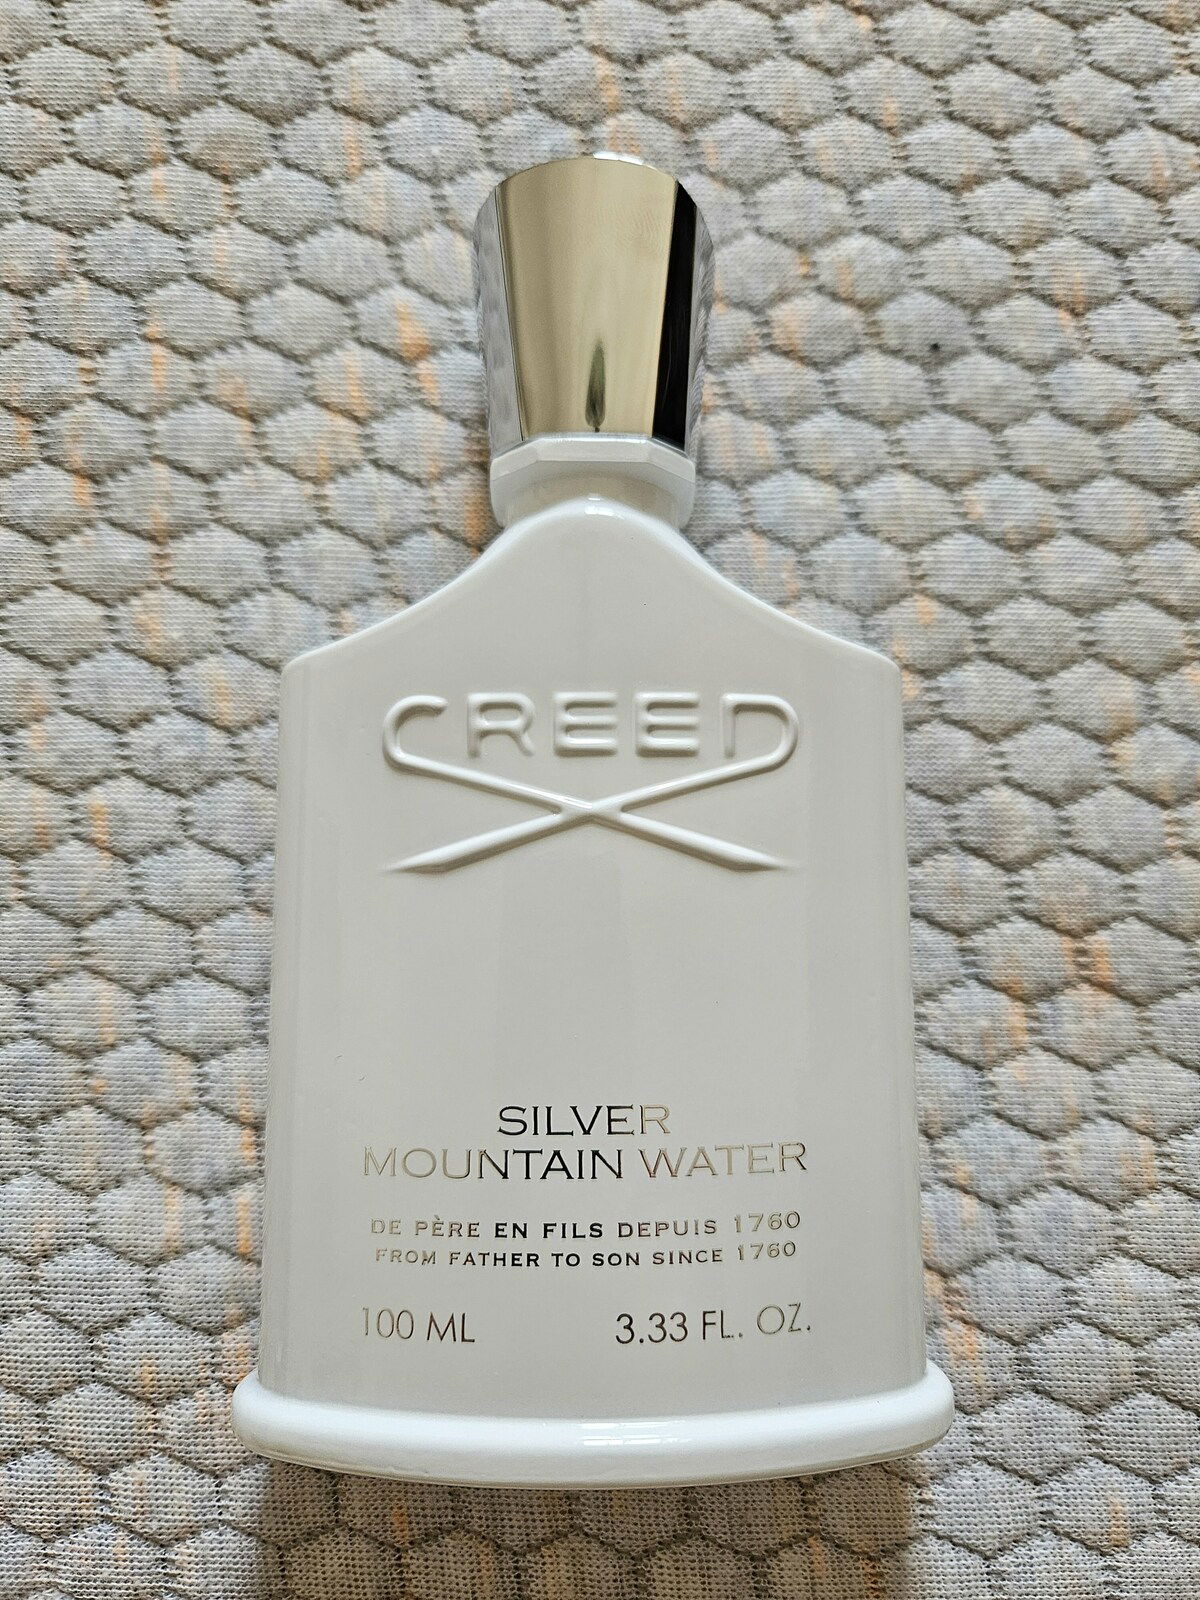 CREED
SILVER
MOUNTAIN WATER
DE PÈRE EN FILS DEPUIS 1760
FROM FATHER TO SON SINCE 1760
100 ML 3.33 FL. OZ.